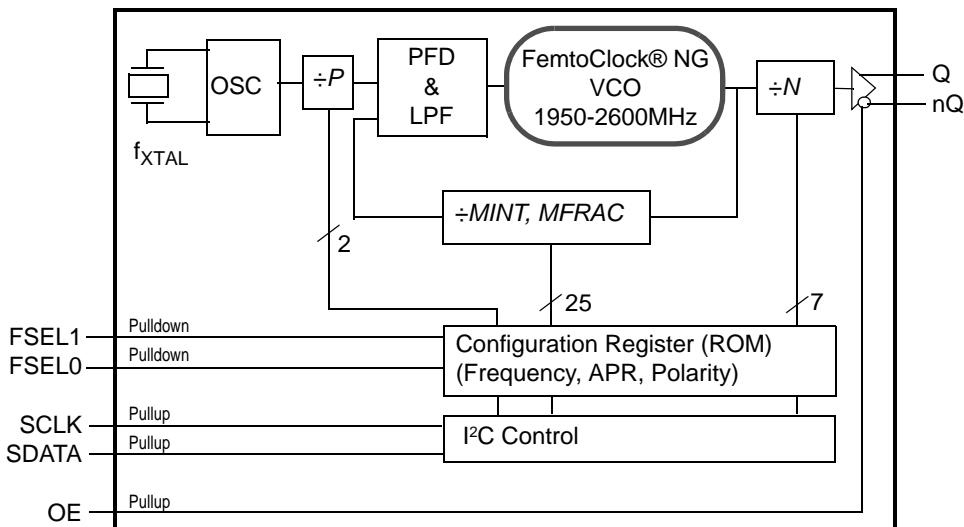 FemtoClock® NG
VCO
1950-2600MHz
PFD
&
LPF
OSC
÷P
÷N
Q
nQ
fXTAL
÷MINT, MFRAC
2
25
7
FSEL1
Pulldown
FSEL0
Pulldown
Configuration Register (ROM)
(Frequency, APR, Polarity)
SCLK
Pullup
SDATA
Pullup
I²C Control
OE
Pullup